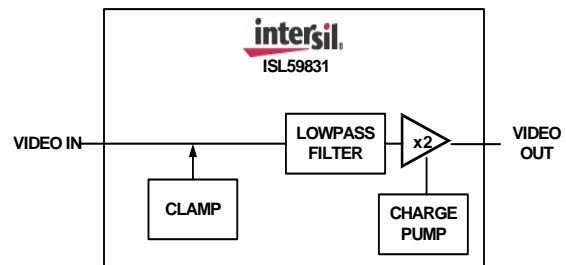 intersil®
ISL59831
VIDEO IN
LOWPASS
FILTER
x2
VIDEO
OUT
CLAMP
CHARGE
PUMP